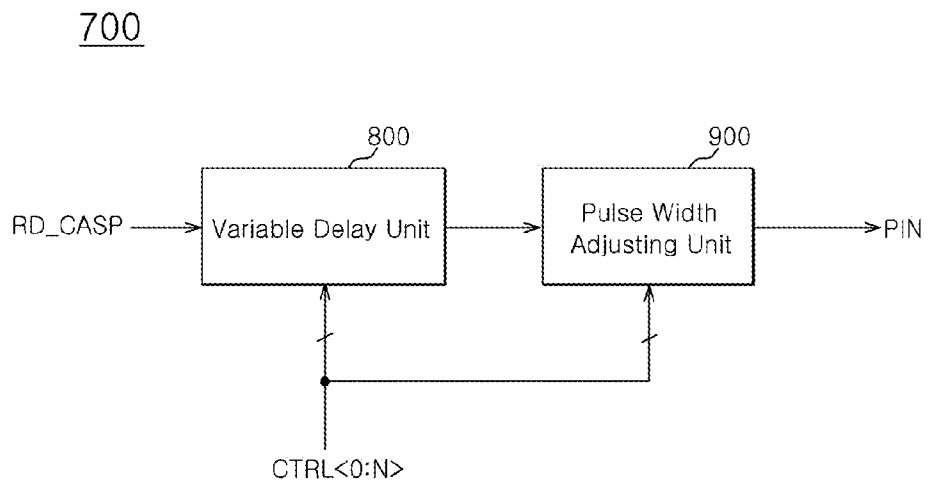 700
800
900
RD_CASP
Variable Delay Unit
Pulse Width
Adjusting Unit
PIN
CTRL<0:N>